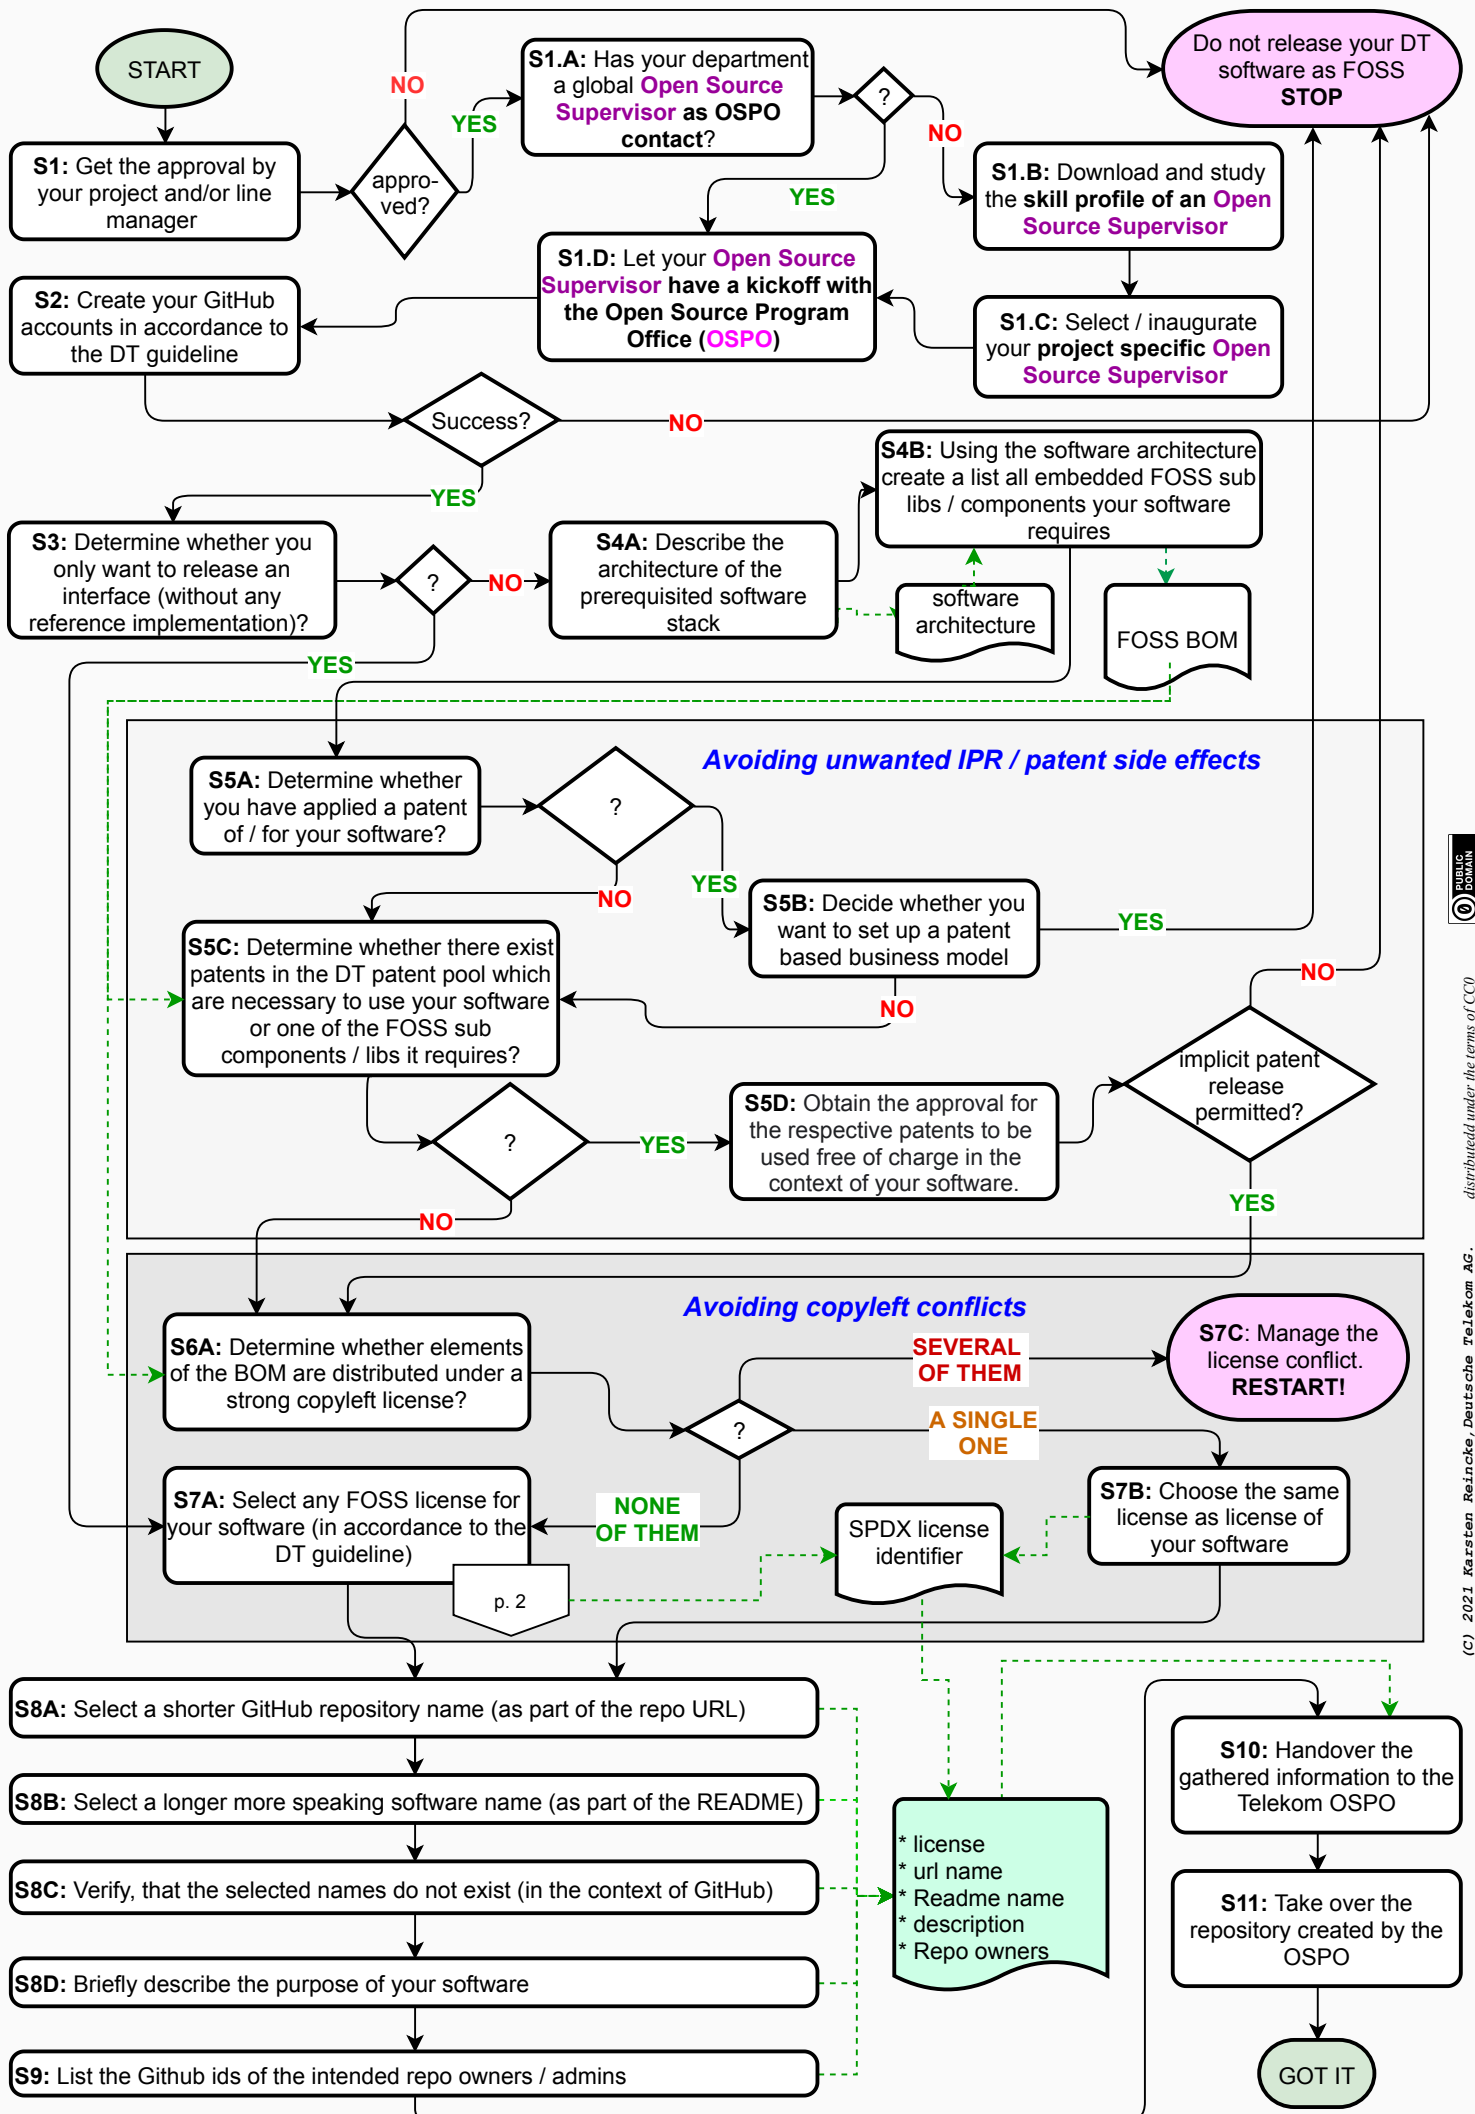 START
NO
YES
S1.A: Has your department
a global Open Source
Supervisor as OSPO
contact?
?
NO
YES
Do not release your DT
software as FOSS
STOP
S1: Get the approval by
your project and/or line
manager
appro-
ved?
S1.B: Download and study
the skill profile of an Open
Source Supervisor
S1.D: Let your Open Source
Supervisor have a kickoff with
the Open Source Program
Office (OSPO)
S1.C: Select / inaugurate
your project specific Open
Source Supervisor
S2: Create your GitHub
accounts in accordance to
the DT guideline
Success?
NO
YES
S4B: Using the software architecture
create a list all embedded FOSS sub
libs / components your software
requires
S3: Determine whether you
only want to release an
interface (without any
reference implementation)?
?
NO
YES
S4A: Describe the
architecture of the
prerequisited software
stack
software
architecture
FOSS BOM
Avoiding unwanted IPR / patent side effects
S5A: Determine whether
you have applied a patent
of / for your software?
?
NO
YES
S5B: Decide whether you
want to set up a patent
based business model
YES
NO
S5C: Determine whether there exist
patents in the DT patent pool which
are necessary to use your software
or one of the FOSS sub
components / libs it requires?
NO
implicit patent
release
permitted?
?
YES
NO
S5D: Obtain the approval for
the respective patents to be
used free of charge in the
context of your software.
YES
Avoiding copyleft conflicts
S6A: Determine whether elements
of the BOM are distributed under a
strong copyleft license?
?
SEVERAL
OF THEM
A SINGLE
ONE
NONE
OF THEM
S7C: Manage the
license conflict.
RESTART!
S7A: Select any FOSS license for
your software (in accordance to the
DT guideline)
p. 2
SPDX license
identifier
S7B: Choose the same
license as license of
your software
S8A: Select a shorter GitHub repository name (as part of the repo URL)
S8B: Select a longer more speaking software name (as part of the README)
S8C: Verify, that the selected names do not exist (in the context of GitHub)
S8D: Briefly describe the purpose of your software
S9: List the Github ids of the intended repo owners / admins
* license
* url name
* Readme name
* description
* Repo owners
S10: Handover the
gathered information to the
Telekom OSPO
S11: Take over the
repository created by the
OSPO
GOT IT
(C) 2021 Karsten Reincke, Deutsche Telekom AG. distributedd under the terms of CC0
PUBLIC
DOMAIN